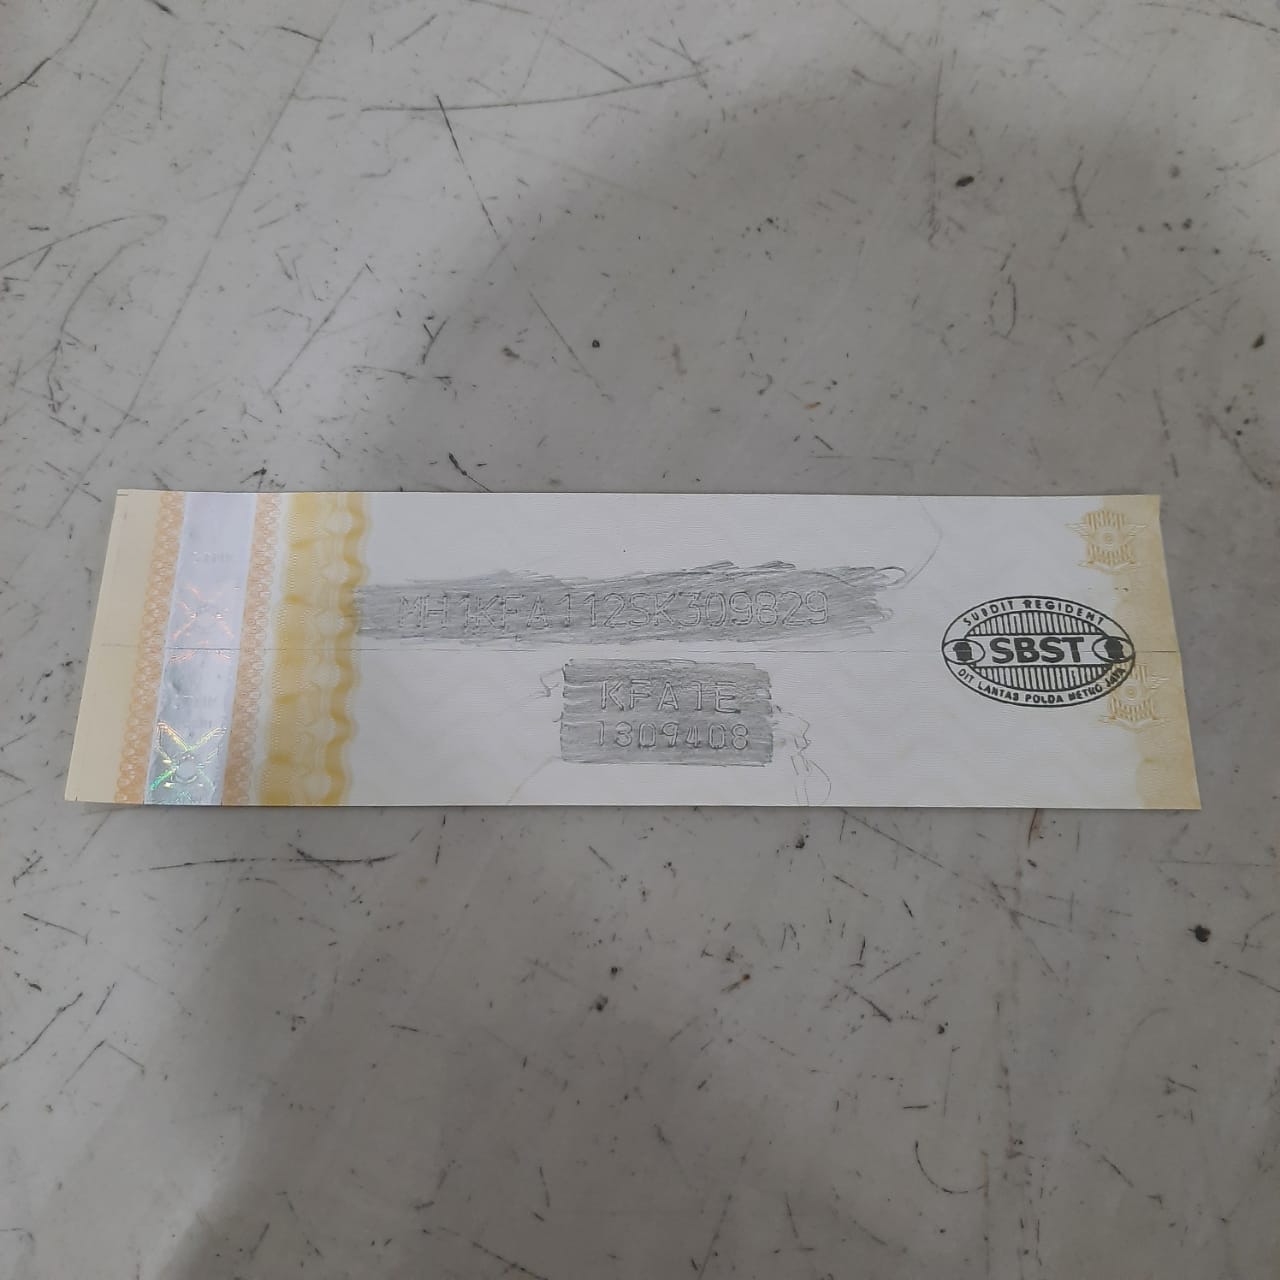 MH1KFA112SK309829
KFA1E
1309408
SUBDIT REGIDENT
SBST
DIT LANTAS POLDA METRO JAYA